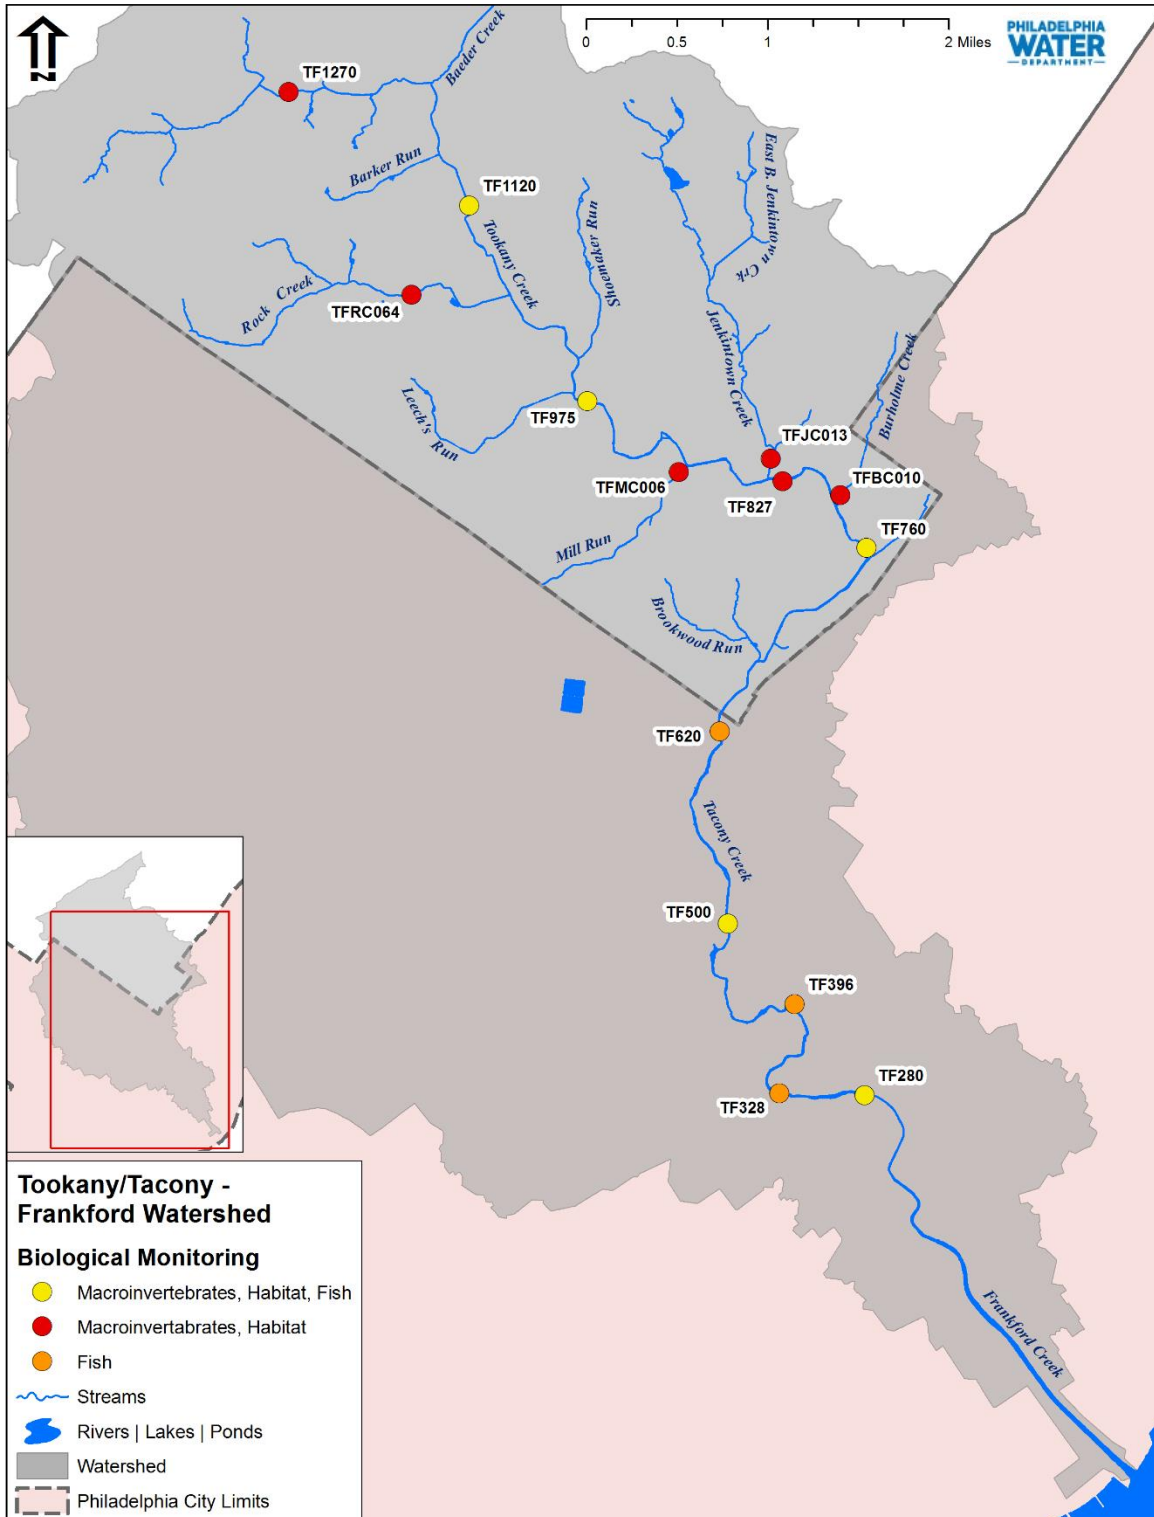 N
0 0.5 1 2 Miles
PHILADELPHIA
WATER
DEPARTMENT
TF1270
Baeder Creek
Barker Run
TF1120
Tookany Creek
Shoemaker Run
East B. Jenkintown Crk
Rock Creek
TFRC064
Jenkintown Creek
Burholme Creek
Leech's Run
TF975
TFJC013
TFMC006
TF827
TFBC010
TF760
Mill Run
Brookwood Run
TF620
Tacony Creek
TF500
TF396
TF328
TF280
Frankford Creek
Tookany/Tacony -
Frankford Watershed
Biological Monitoring
Macroinvertebrates, Habitat, Fish
Macroinvertabrates, Habitat
Fish
Streams
Rivers | Lakes | Ponds
Watershed
Philadelphia City Limits